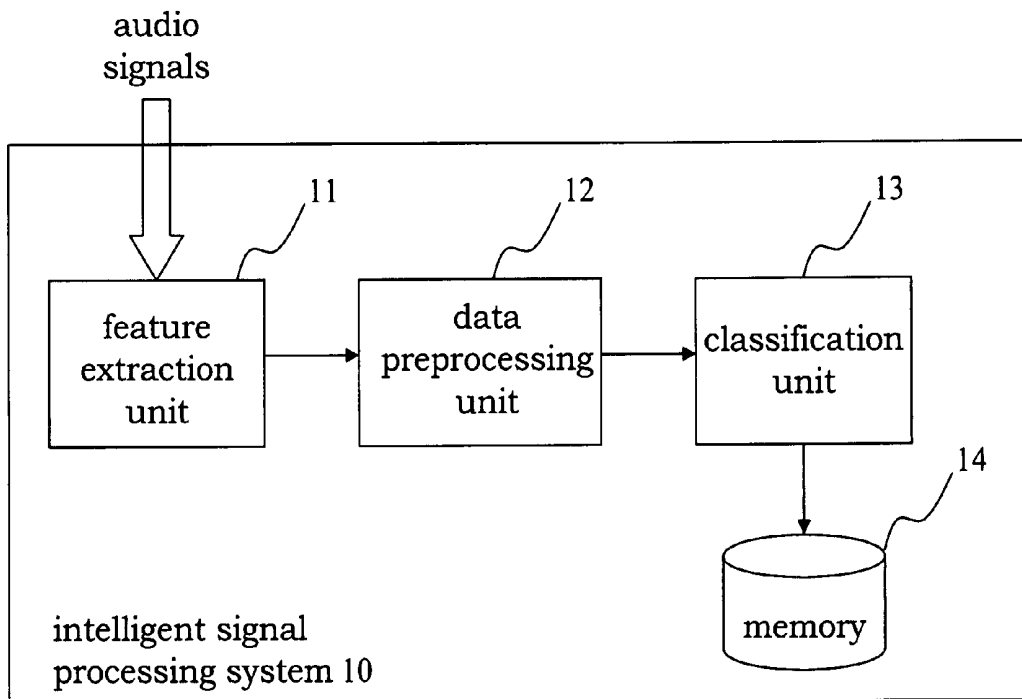 audio
signals
11
12
13
feature
extraction
unit
data
preprocessing
unit
classification
unit
14
memory
intelligent signal
processing system 10